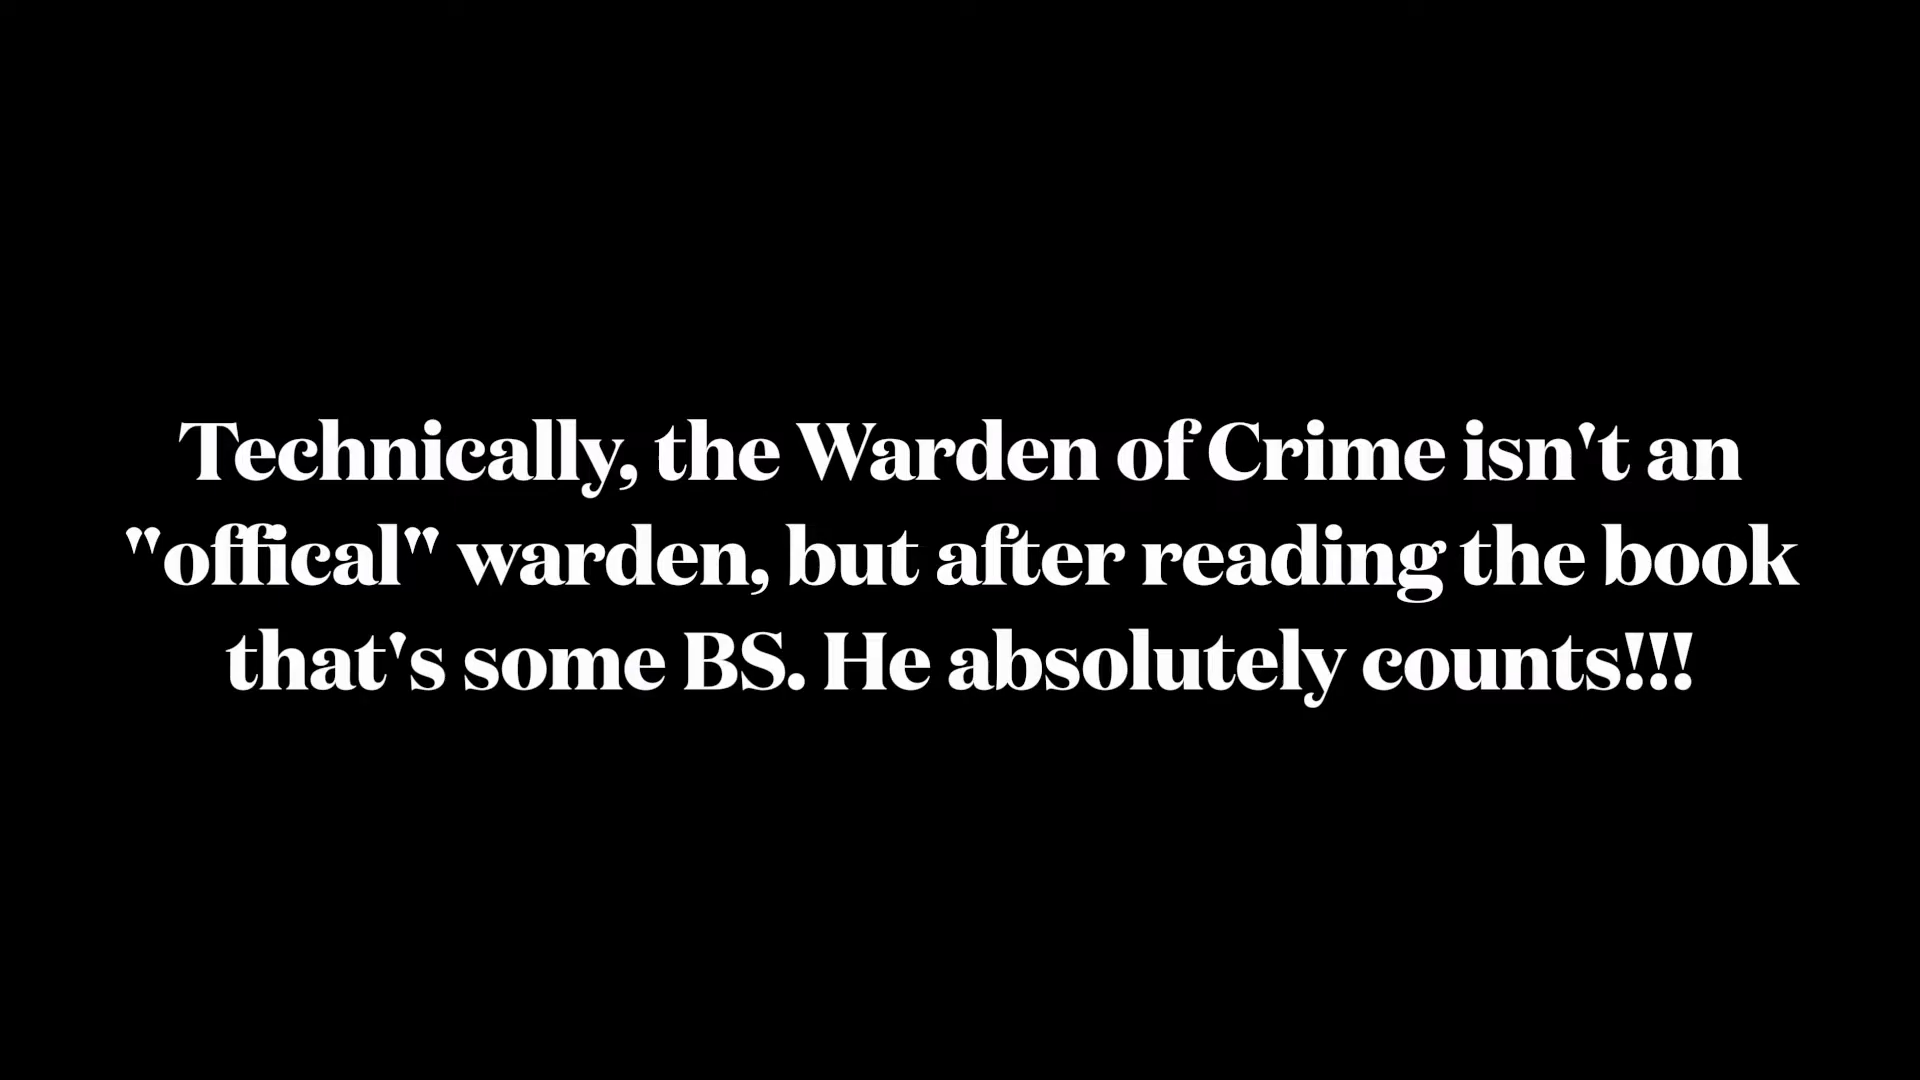 Technically, the Warden of Crime isn't an
"offical" warden, but after reading the book
that's some BS. He absolutely counts!!!